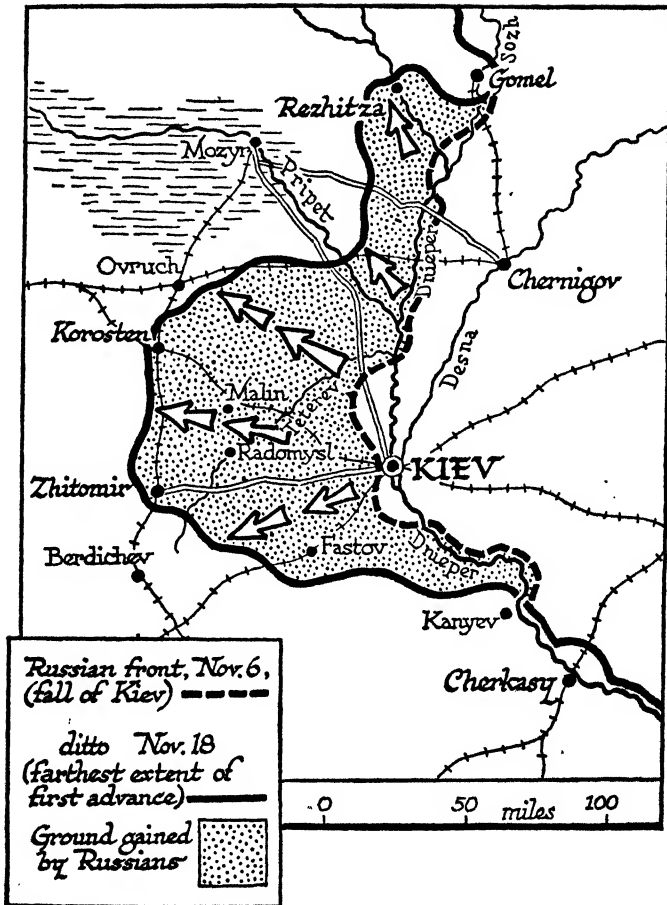 Sozh
Gomel
Rezhitza
Mozyr
Pripet
Dnieper
Ovruch
Chernigov
Korosten
Desna
Malin
Teterev
Radomysl
KIEV
Zhitomir
Dnieper
Fastov
Berdichev
Kanyev
Cherkasy
Russian front, Nov. 6,
(fall of Kiev)
ditto Nov. 18
(farthest extent of
first advance)
Ground gained
by Russians
0 50 miles 100